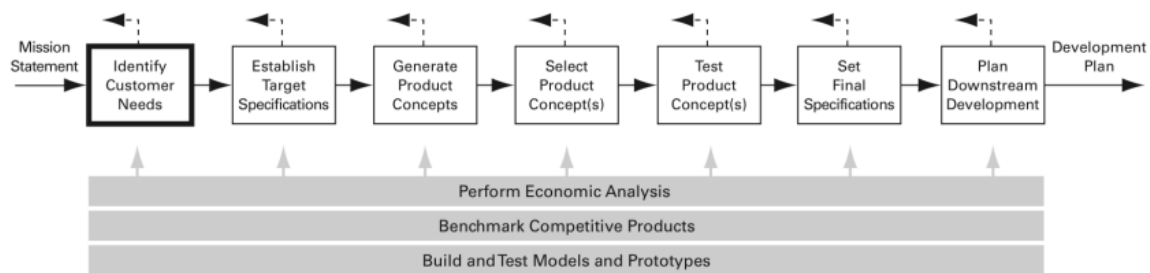 Mission
Statement
Identify
Customer
Needs
Establish
Target
Specifications
Generate
Product
Concepts
Select
Product
Concept(s)
Test
Product
Concept(s)
Set
Final
Specifications
Plan
Downstream
Development
Development
Plan
Perform Economic Analysis
Benchmark Competitive Products
Build and Test Models and Prototypes